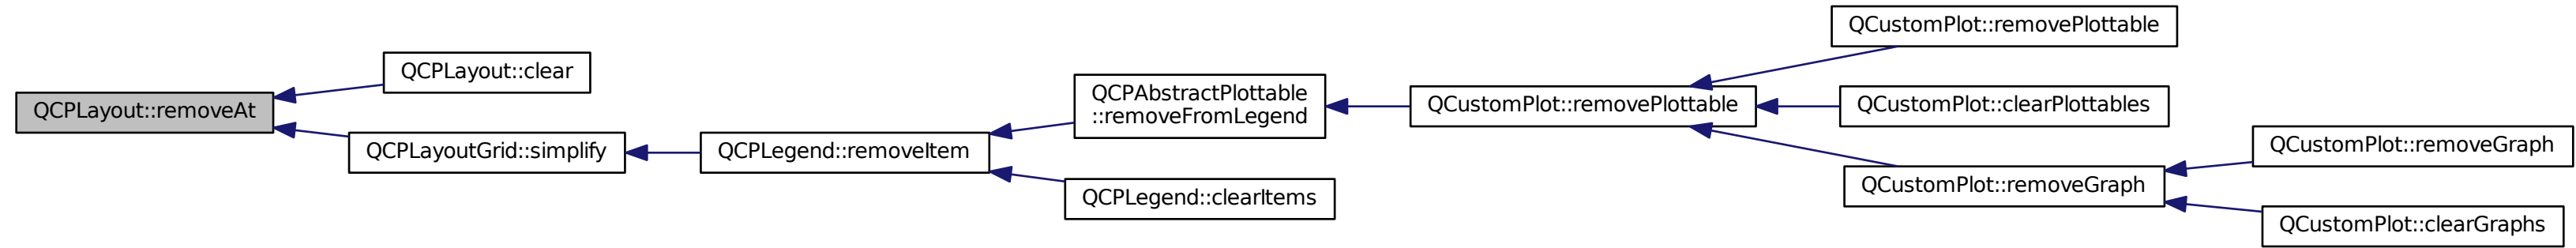 QCPLayout::removeAt
QCPLayout::clear
QCPLayoutGrid::simplify
QCPLegend::removeItem
QCPAbstractPlottable
::removeFromLegend
QCPLegend::clearItems
QCustomPlot::removePlottable
QCustomPlot::removePlottable
QCustomPlot::clearPlottables
QCustomPlot::removeGraph
QCustomPlot::removeGraph
QCustomPlot::clearGraphs